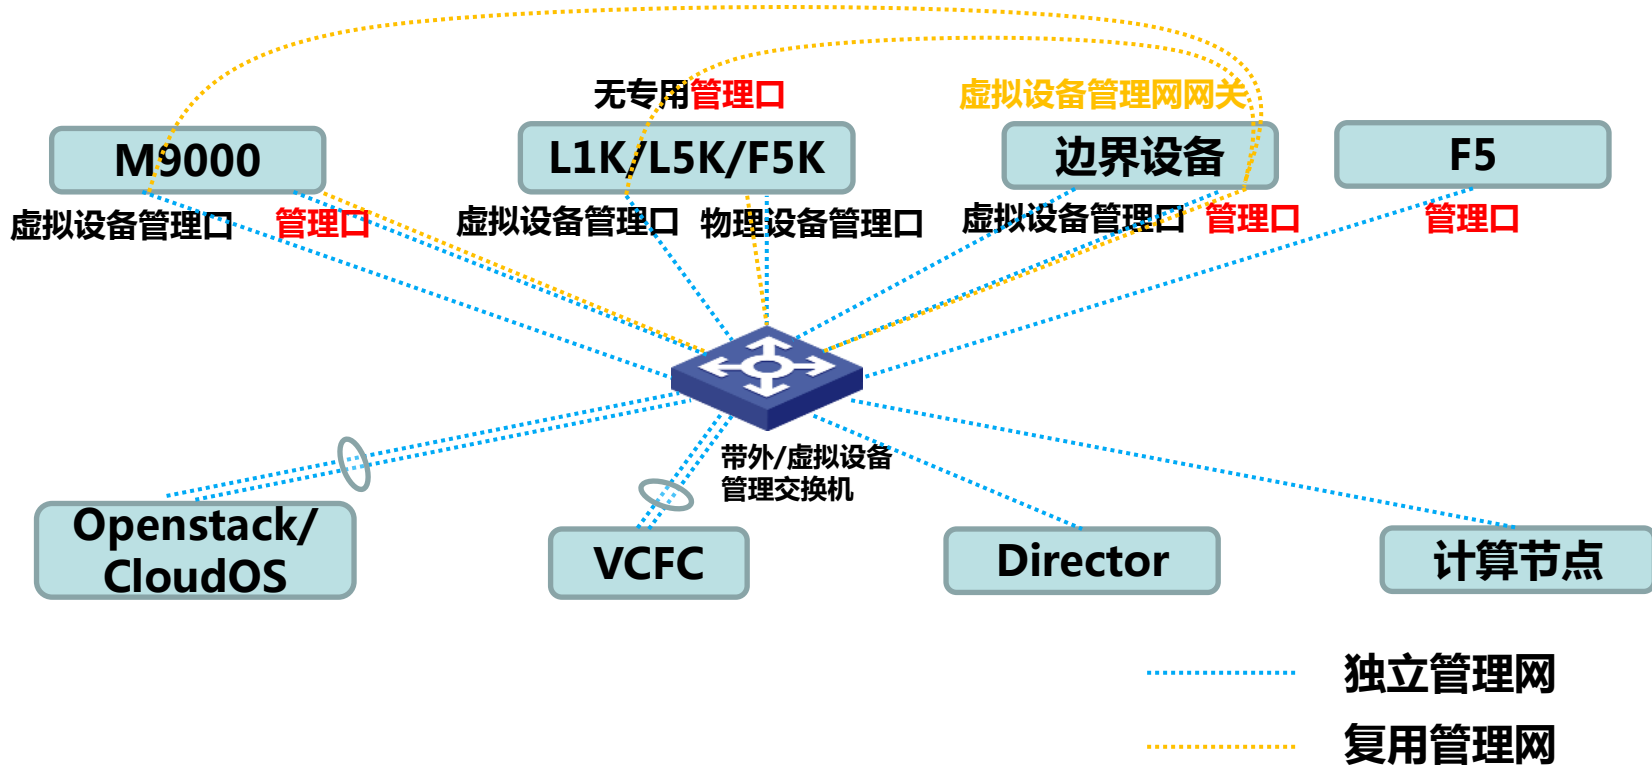 无专用管理口
虚拟设备管理网网关
M9000
L1K/L5K/F5K
边界设备
F5
虚拟设备管理口
管理口
虚拟设备管理口
物理设备管理口
虚拟设备管理口
管理口
管理口
带外/虚拟设备
管理交换机
Openstack/
CloudOS
VCFC
Director
计算节点
独立管理网
复用管理网